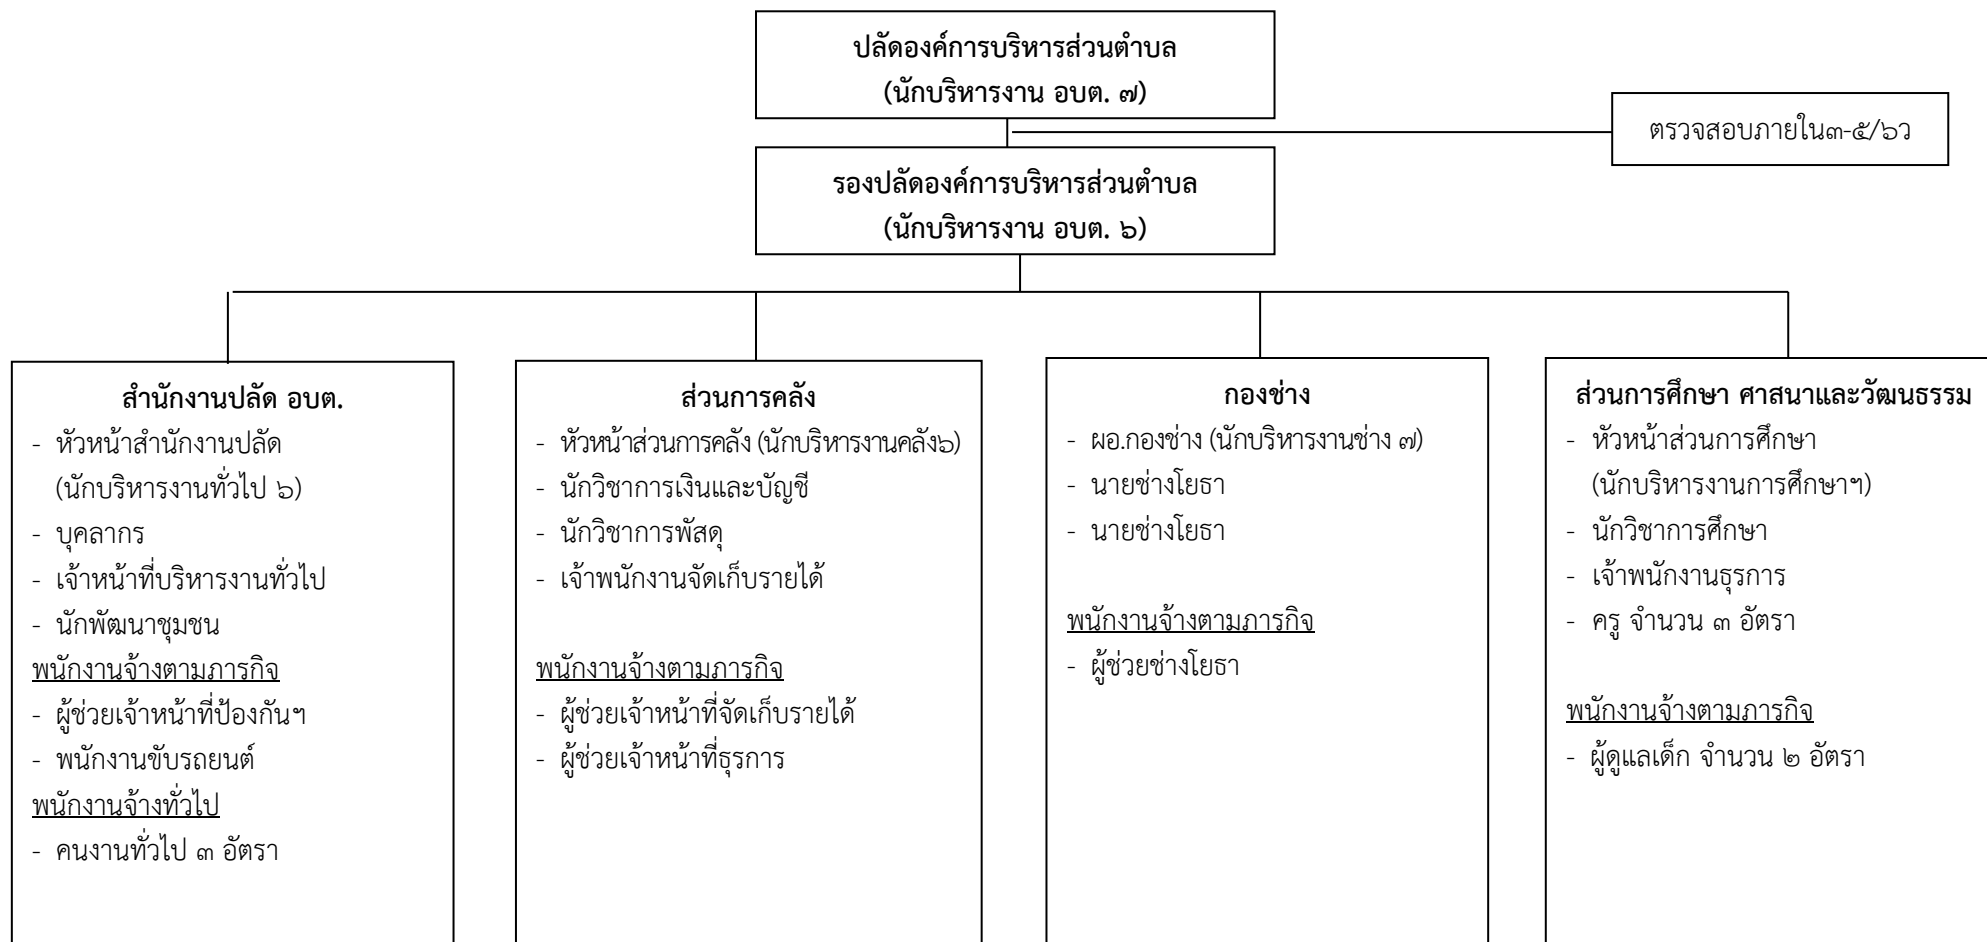 ปลัดองค์การบริหารส่วนตำบล
(นักบริหารงาน อบต. ๗)
ตรวจสอบภายใน๓-๕/๖ว
รองปลัดองค์การบริหารส่วนตำบล
(นักบริหารงาน อบต. ๖)
สำนักงานปลัด อบต.
- หัวหน้าสำนักงานปลัด
(นักบริหารงานทั่วไป ๖)
- บุคลากร
- เจ้าหน้าที่บริหารงานทั่วไป
- นักพัฒนาชุมชน
พนักงานจ้างตามภารกิจ
- ผู้ช่วยเจ้าหน้าที่ป้องกันฯ
- พนักงานขับรถยนต์
พนักงานจ้างทั่วไป
- คนงานทั่วไป ๓ อัตรา
ส่วนการคลัง
- หัวหน้าส่วนการคลัง (นักบริหารงานคลัง๖)
- นักวิชาการเงินและบัญชี
- นักวิชาการพัสดุ
- เจ้าพนักงานจัดเก็บรายได้
พนักงานจ้างตามภารกิจ
- ผู้ช่วยเจ้าหน้าที่จัดเก็บรายได้
- ผู้ช่วยเจ้าหน้าที่ธุรการ
กองช่าง
- ผอ.กองช่าง (นักบริหารงานช่าง ๗)
- นายช่างโยธา
- นายช่างโยธา
พนักงานจ้างตามภารกิจ
- ผู้ช่วยช่างโยธา
ส่วนการศึกษา ศาสนาและวัฒนธรรม
- หัวหน้าส่วนการศึกษา
(นักบริหารงานการศึกษาฯ)
- นักวิชาการศึกษา
- เจ้าพนักงานธุรการ
- ครู จำนวน ๓ อัตรา
พนักงานจ้างตามภารกิจ
- ผู้ดูแลเด็ก จำนวน ๒ อัตรา